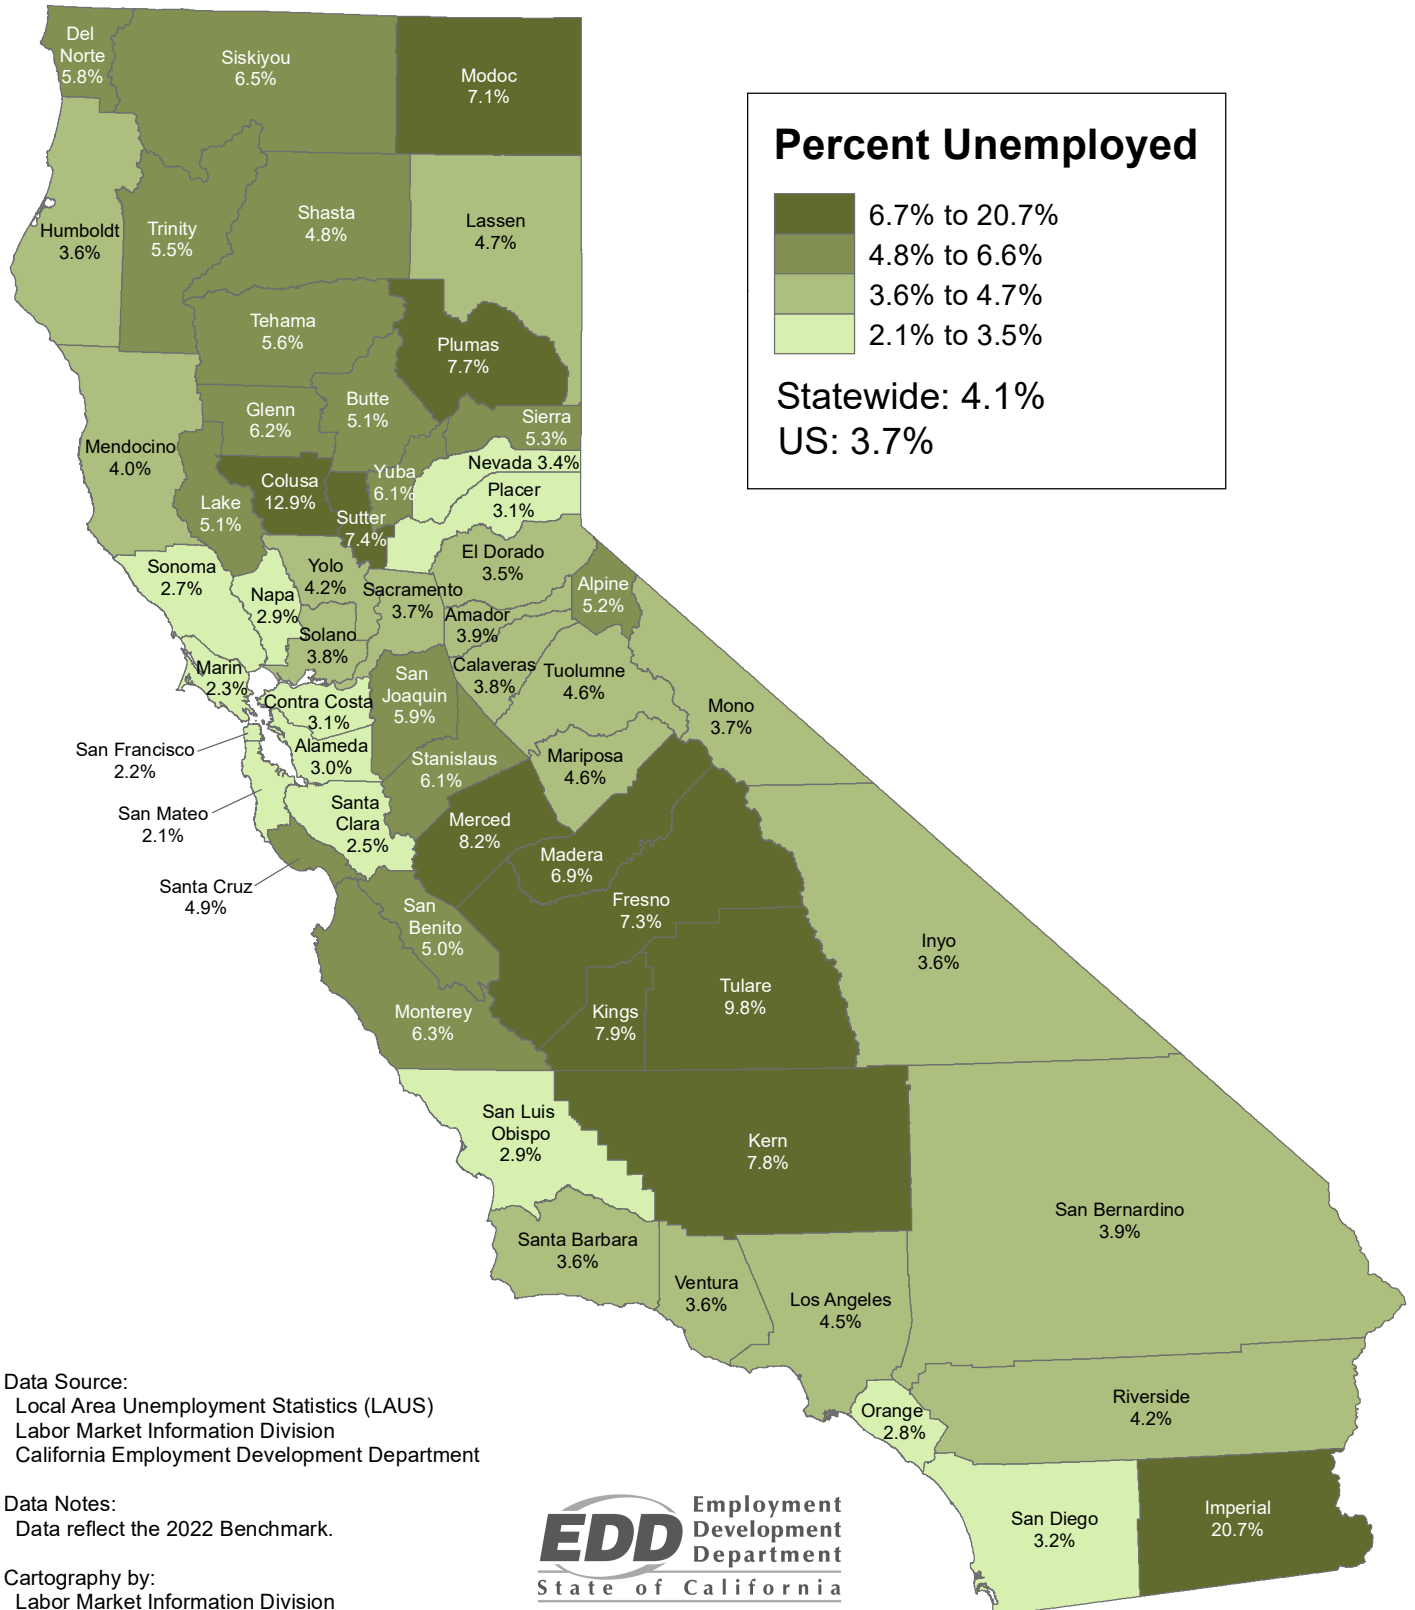 Del
Norte
5.8%
Siskiyou
6.5%
Modoc
7.1%
Percent Unemployed
6.7% to 20.7%
4.8% to 6.6%
3.6% to 4.7%
2.1% to 3.5%
Statewide: 4.1%
US: 3.7%
Humboldt
3.6%
Trinity
5.5%
Shasta
4.8%
Lassen
4.7%
Tehama
5.6%
Plumas
7.7%
Mendocino
4.0%
Glenn
6.2%
Butte
5.1%
Sierra
5.3%
Nevada 3.4%
Placer
3.1%
Lake
5.1%
Colusa
12.9%
Yuba
6.1%
Sutter
7.4%
El Dorado
3.5%
Sonoma
2.7%
Napa
2.9%
Yolo
4.2%
Sacramento
3.7%
Alpine
5.2%
Amador
3.9%
Solano
3.8%
Marin
2.3%
Calaveras
3.8%
Tuolumne
4.6%
Mono
3.7%
Contra Costa
3.1%
San
Joaquin
5.9%
San Francisco
2.2%
Alameda
3.0%
Stanislaus
6.1%
Mariposa
4.6%
San Mateo
2.1%
Santa
Clara
2.5%
Merced
8.2%
Madera
6.9%
Santa Cruz
4.9%
San
Benito
5.0%
Fresno
7.3%
Inyo
3.6%
Monterey
6.3%
Kings
7.9%
Tulare
9.8%
San Luis
Obispo
2.9%
Kern
7.8%
San Bernardino
3.9%
Santa Barbara
3.6%
Ventura
3.6%
Los Angeles
4.5%
Orange
2.8%
Riverside
4.2%
San Diego
3.2%
Imperial
20.7%
Data Source:
Local Area Unemployment Statistics (LAUS)
Labor Market Information Division
California Employment Development Department
Data Notes:
Data reflect the 2022 Benchmark.
Cartography by:
Labor Market Information Division
EDD
Employment
Development
Department
State of California